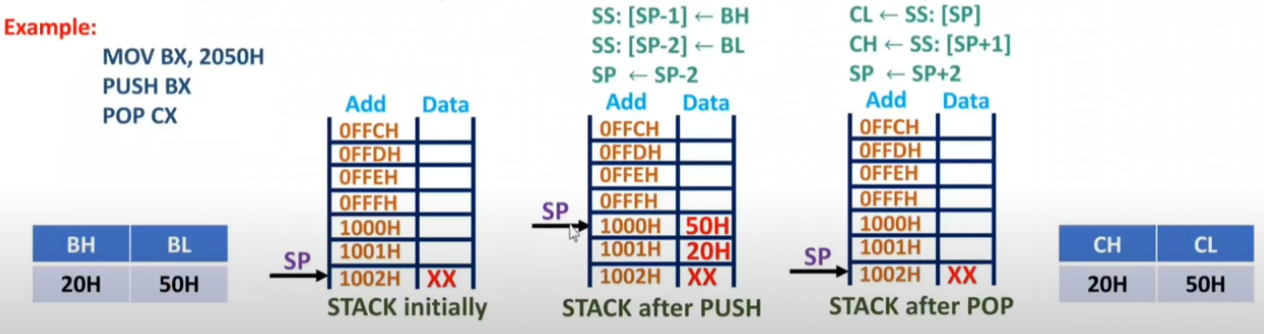 Example:
MOV BX, 2050H
PUSH BX
POP CX
BH BL
20H 50H
Add Data
0FFCH
0FFDH
0FFEH
0FFFH
1000H
1001H
SP 1002H XX
STACK initially
SS: [SP-1] ← BH
SS: [SP-2] ← BL
SP ← SP-2
Add Data
0FFCH
0FFDH
0FFEH
0FFFH
SP 1000H 50H
1001H 20H
1002H XX
STACK after PUSH
CL ← SS: [SP]
CH ← SS: [SP+1]
SP ← SP+2
Add Data
0FFCH
0FFDH
0FFEH
0FFFH
1000H
1001H
SP 1002H XX
STACK after POP
CH CL
20H 50H